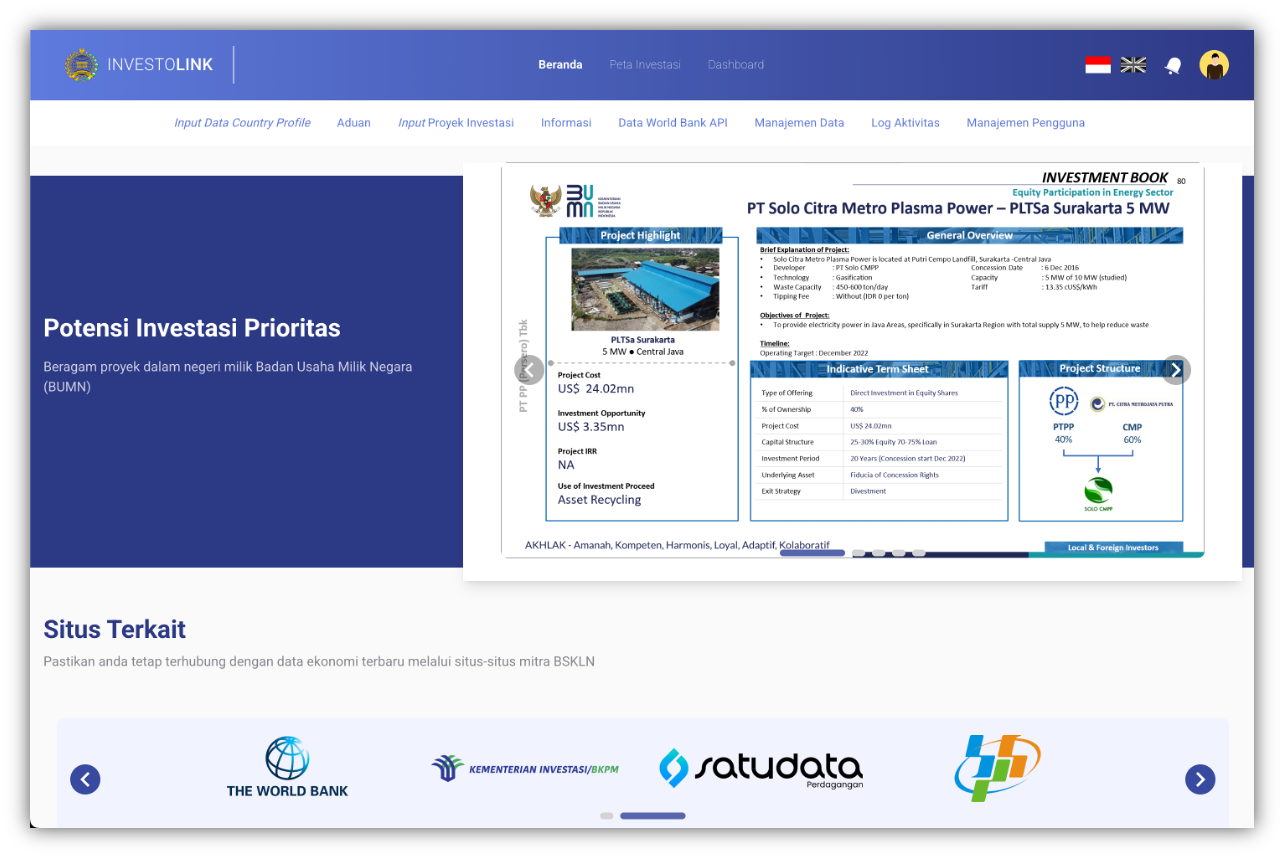 INVESTOLINK
Beranda Peta Investasi Dashboard
Input Data Country Profile Aduan Input Proyek Investasi Informasi Data World Bank API Manajemen Data Log Aktivitas Manajemen Pengguna
Potensi Investasi Prioritas
Beragam proyek dalam negeri milik Badan Usaha Milik Negara
(BUMN)
BUMN
KEMENTERIAN
BADAN USAHA
MILIK NEGARA
REPUBLIK
INDONESIA
INVESTMENT BOOK 80
Equity Participation in Energy Sector
PT Solo Citra Metro Plasma Power – PLTSa Surakarta 5 MW
PT PP (Persero) Tbk
Project Highlight
PLTSa Surakarta
5 MW ● Central Java
Project Cost
US$ 24.02mn
Investment Opportunity
US$ 3.35mn
Project IRR
NA
Use of Investment Proceed
Asset Recycling
General Overview
Brief Explanation of Project:
• Solo Citra Metro Plasma Power is located at Putri Cempo Landfill, Surakarta -Central Java
• Developer : PT Solo CMPP Concession Date : 6 Dec 2016
• Technology : Gasification Capacity : 5 MW of 10 MW (studied)
• Waste Capacity : 450-600 ton/day Tariff : 13.35 cUS$/kWh
• Tipping Fee : Without (IDR 0 per ton)
Objectives of Project:
• To provide electricity power in Java Areas, specifically in Surakarta Region with total supply 5 MW, to help reduce waste
Timeline:
Operating Target : December 2022
Indicative Term Sheet
Type of Offering Direct Investment in Equity Shares
% of Ownership 40%
Project Cost US$ 24.02mn
Capital Structure 25-30% Equity 70-75% Loan
Investment Period 20 Years (Concession start Dec 2022)
Underlying Asset Fiducia of Concession Rights
Exit Strategy Divestment
Project Structure
PP PT. CITRA METROJAYA PUTRA
PTPP CMP
40% 60%
SOLO CMPP
AKHLAK - Amanah, Kompeten, Harmonis, Loyal, Adaptif, Kolaboratif
Local & Foreign Investors
Situs Terkait
Pastikan anda tetap terhubung dengan data ekonomi terbaru melalui situs-situs mitra BSKLN
THE WORLD BANK
KEMENTERIAN INVESTASI/BKPM
satudata
Perdagangan